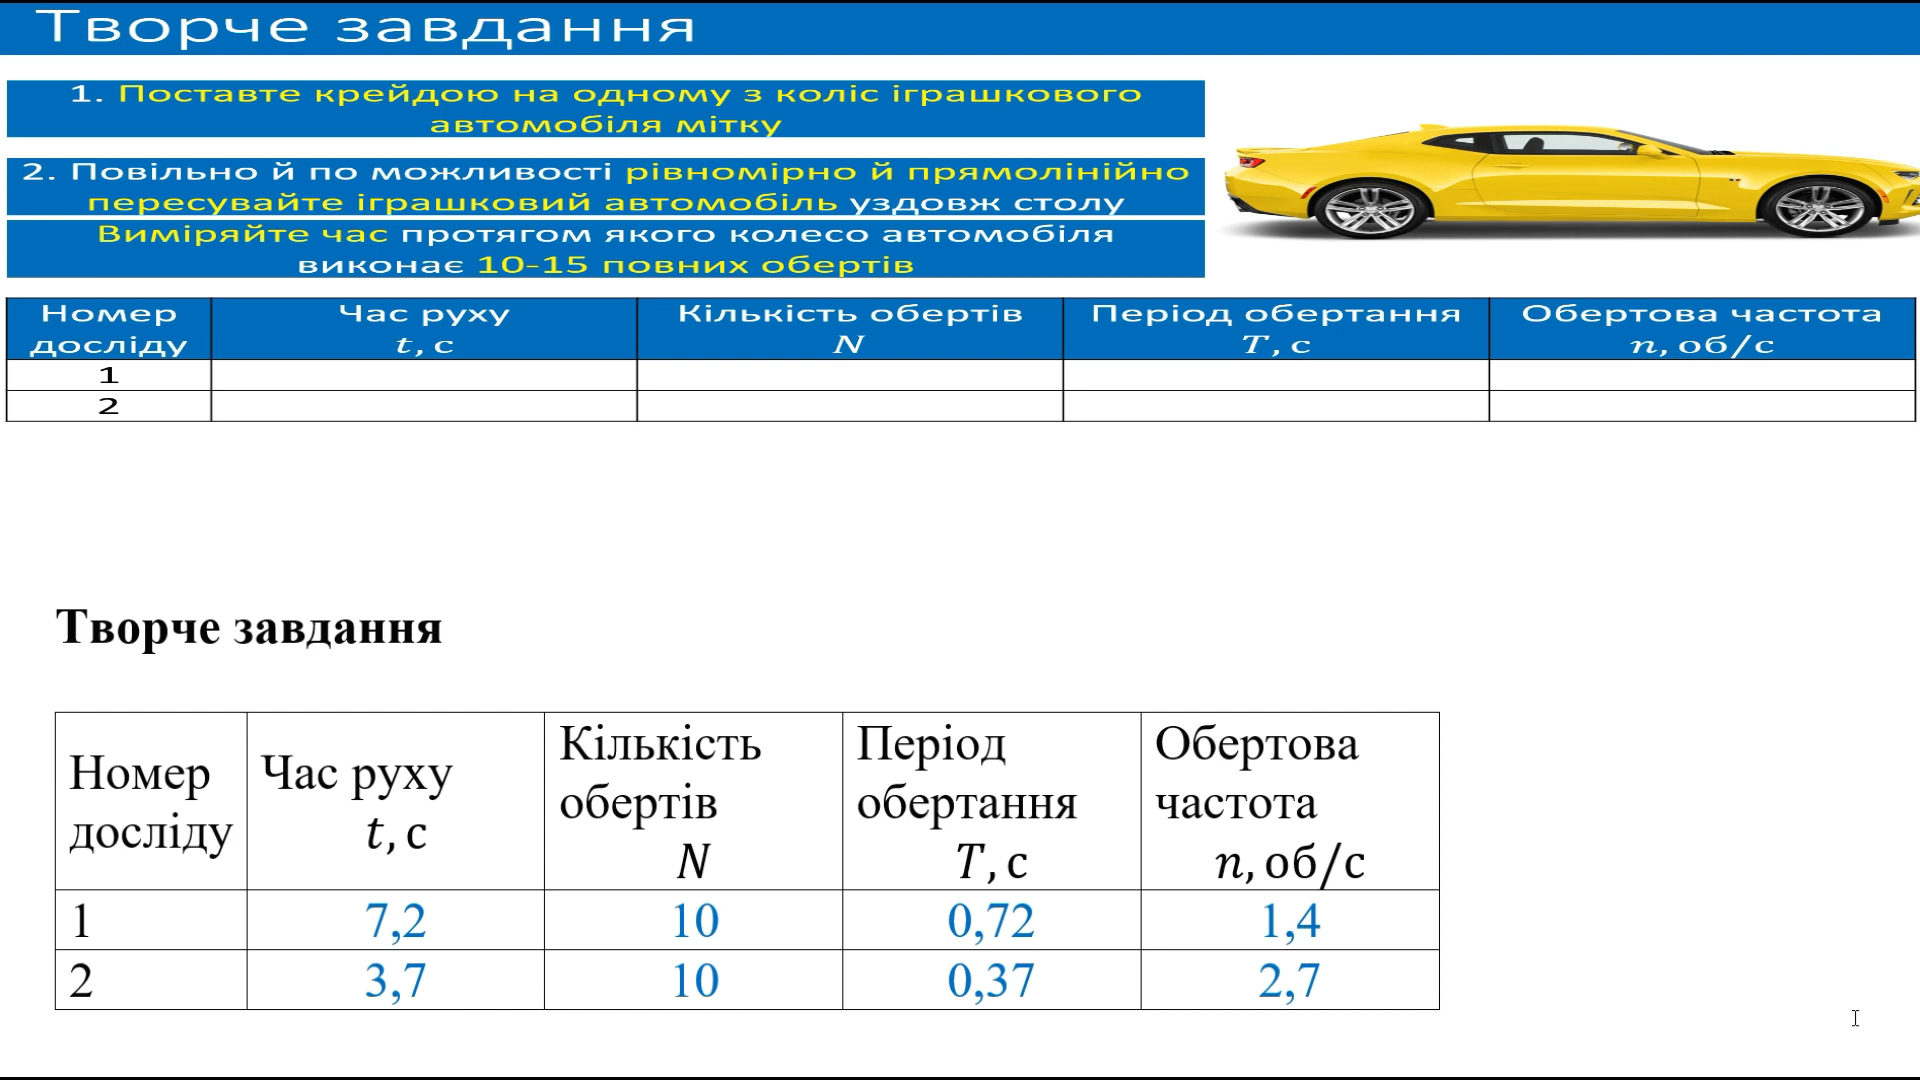 Творче завдання
1. Поставте крейдою на одному з коліс іграшкового
автомобіля мітку
2. Повільно й по можливості рівномірно й прямолінійно
пересувайте іграшковий автомобіль уздовж столу
Виміряйте час протягом якого колесо автомобіля
виконає 10-15 повних обертів
Номер досліду Час руху t, с Кількість обертів N Період обертання T, с Обертова частота n, об/с
1
2
Творче завдання
Номер досліду Час руху t, с Кількість обертів N Період обертання T, с Обертова частота n, об/с
1 7,2 10 0,72 1,4
2 3,7 10 0,37 2,7